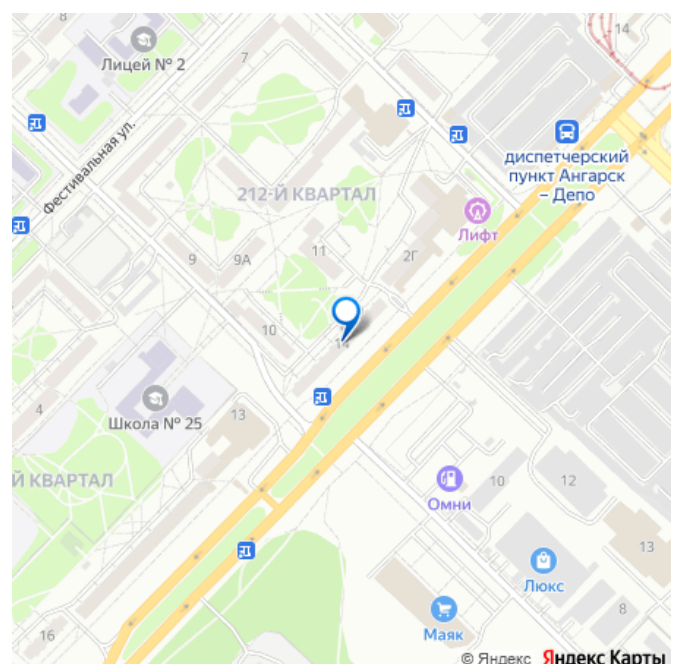 8
14
Лицей № 2
7
Фестивальная ул.
диспетчерский
пункт Ангарск
– Депо
212-Й КВАРТАЛ
Лифт
9
9А
11
2Г
10
14
4
Школа № 25
13
Й КВАРТАЛ
Омни
10
12
13
Люкс
8
Маяк
16
© Яндекс Яндекс Карты